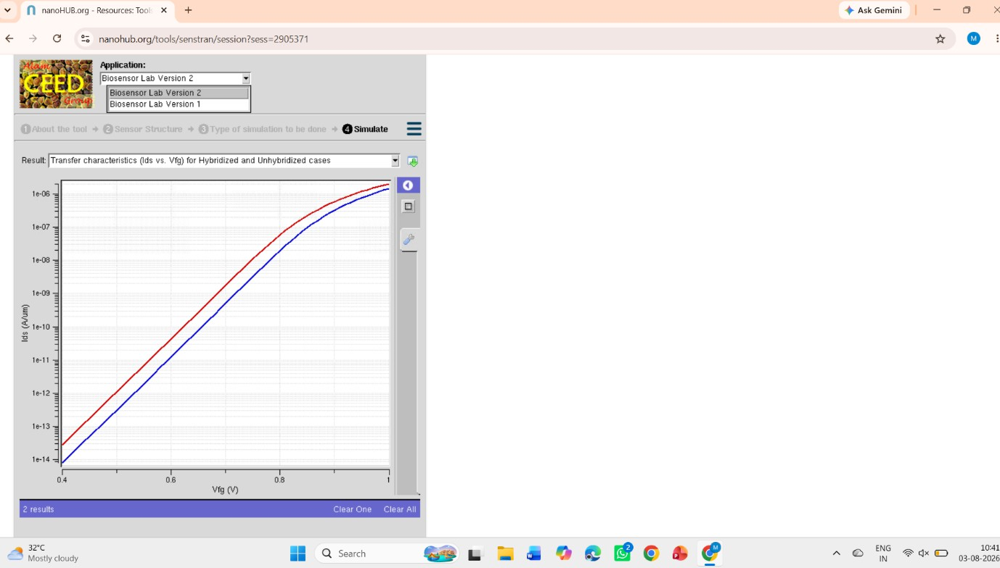 nanoHUB.org - Resources: Tool
Ask Gemini
nanohub.org/tools/senstran/session?sess=2905371
M
Alam
CEED
Group
Application:
Biosensor Lab Version 2
Biosensor Lab Version 2
Biosensor Lab Version 1
1 About the tool → 2 Sensor Structure → 3 Type of simulation to be done → 4 Simulate
Result: Transfer characteristics (Ids vs. Vfg) for Hybridized and Unhybridized cases
1e-06
1e-07
1e-08
1e-09
1e-10
1e-11
1e-12
1e-13
1e-14
Ids (A/um)
0.4 0.6 0.8 1
Vfg (V)
2 results Clear One Clear All
32°C
Mostly cloudy
Search
2
M
ENG
IN
10:41
03-08-2026